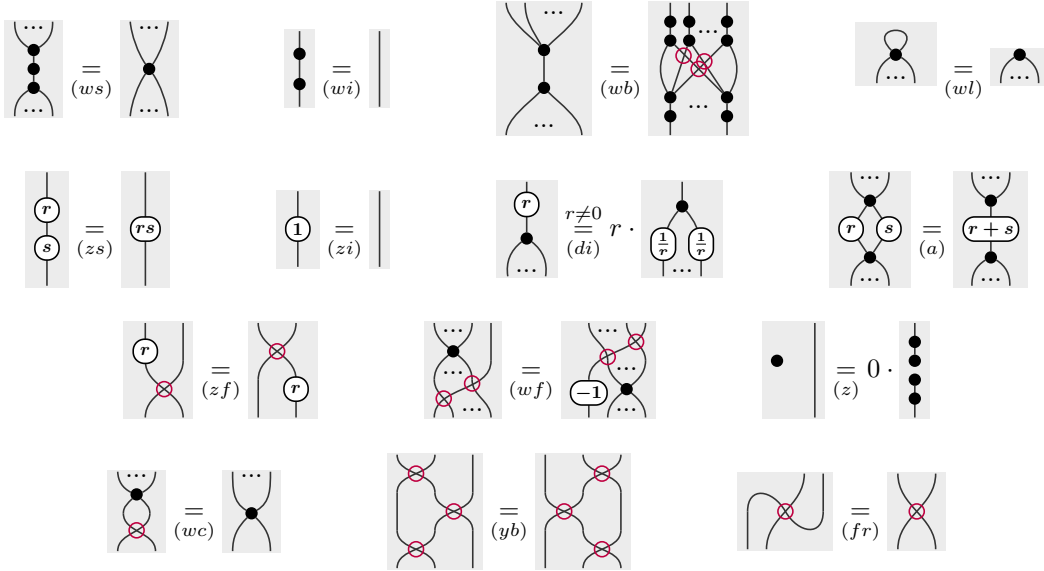 ... = (ws) ... ... ...
= (wi)
... ... = (wb) ... ...
... = (wl) ...
r s = (zs) rs
1 = (zi)
r ... r≠0 = (di) r · 1/r 1/r ... ...
... r s ... = (a) ... r + s ...
r = (zf) r
... ... ... = (wf) ... −1 ... ...
= (z) 0 ·
... = (wc) ...
= (yb)
= (fr)